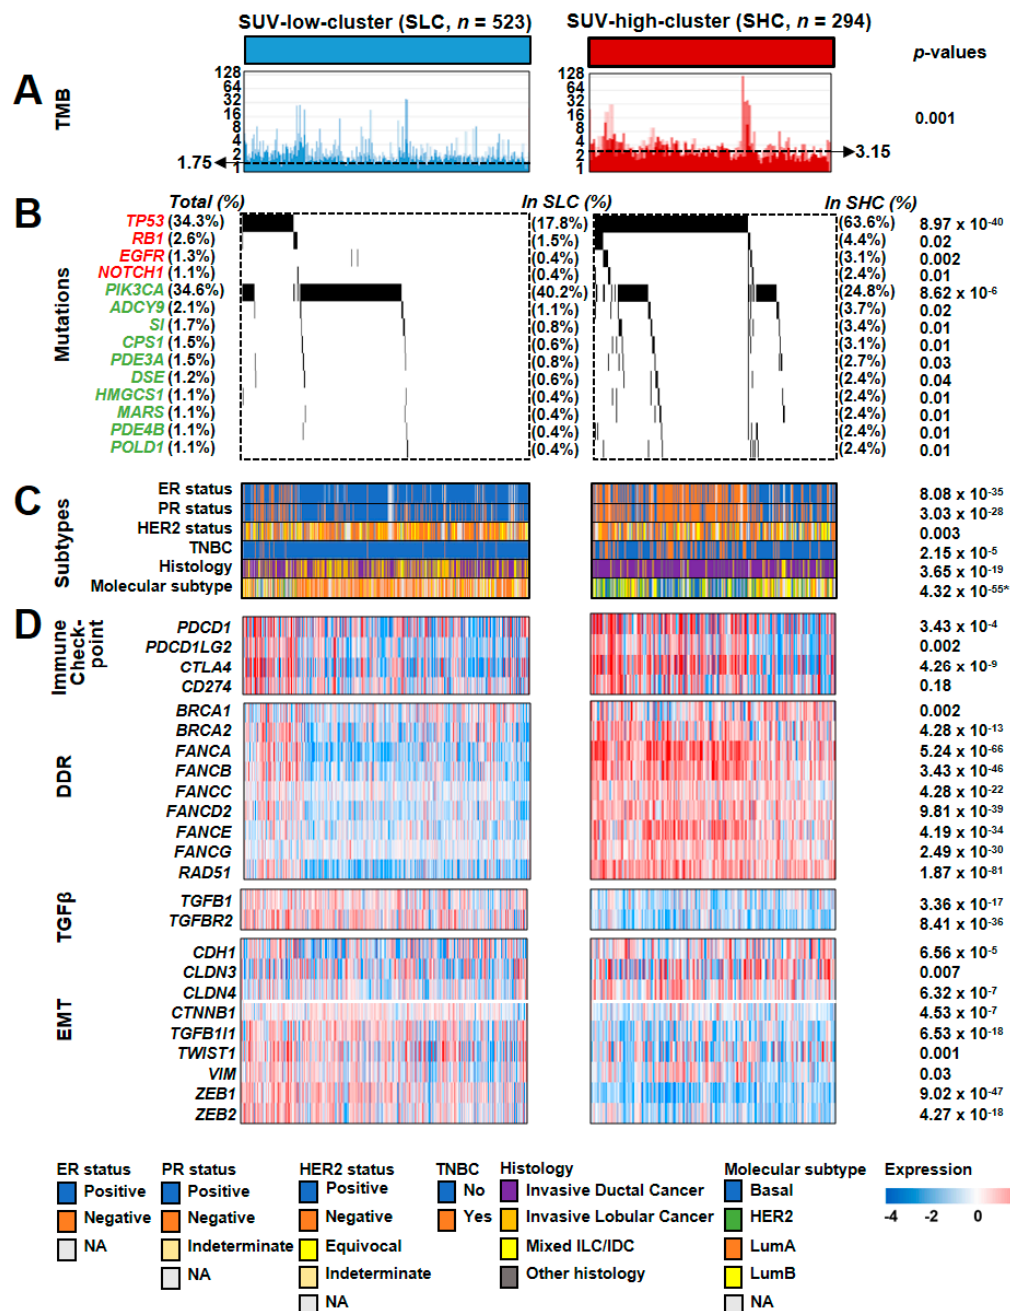 SUV-low-cluster (SLC, n = 523)
SUV-high-cluster (SHC, n = 294)
p-values
A
TMB
128
64
32
16
8
4
2
1
1.75
128
64
32
16
8
4
2
1
3.15
0.001
B
Mutations
Total (%)
In SLC (%)
In SHC (%)
TP53 (34.3%) (17.8%) (63.6%) 8.97 x 10-40
RB1 (2.6%) (1.5%) (4.4%) 0.02
EGFR (1.3%) (0.4%) (3.1%) 0.002
NOTCH1 (1.1%) (0.4%) (2.4%) 0.01
PIK3CA (34.6%) (40.2%) (24.8%) 8.62 x 10-6
ADCY9 (2.1%) (1.1%) (3.7%) 0.02
SI (1.7%) (0.8%) (3.4%) 0.01
CPS1 (1.5%) (0.6%) (3.1%) 0.01
PDE3A (1.5%) (0.8%) (2.7%) 0.03
DSE (1.2%) (0.6%) (2.4%) 0.04
HMGCS1 (1.1%) (0.4%) (2.4%) 0.01
MARS (1.1%) (0.4%) (2.4%) 0.01
PDE4B (1.1%) (0.4%) (2.4%) 0.01
POLD1 (1.1%) (0.4%) (2.4%) 0.01
C
Subtypes
ER status 8.08 x 10-35
PR status 3.03 x 10-28
HER2 status 0.003
TNBC 2.15 x 10-5
Histology 3.65 x 10-19
Molecular subtype 4.32 x 10-55*
D
Immune
Check-
point
PDCD1 3.43 x 10-4
PDCD1LG2 0.002
CTLA4 4.26 x 10-9
CD274 0.18
DDR
BRCA1 0.002
BRCA2 4.28 x 10-13
FANCA 5.24 x 10-66
FANCB 3.43 x 10-46
FANCC 4.28 x 10-22
FANCD2 9.81 x 10-39
FANCE 4.19 x 10-34
FANCG 2.49 x 10-30
RAD51 1.87 x 10-81
TGFβ
TGFB1 3.36 x 10-17
TGFBR2 8.41 x 10-36
EMT
CDH1 6.56 x 10-5
CLDN3 0.007
CLDN4 6.32 x 10-7
CTNNB1 4.53 x 10-7
TGFB1I1 6.53 x 10-18
TWIST1 0.001
VIM 0.03
ZEB1 9.02 x 10-47
ZEB2 4.27 x 10-18
ER status
Positive
Negative
NA
PR status
Positive
Negative
Indeterminate
NA
HER2 status
Positive
Negative
Equivocal
Indeterminate
NA
TNBC
No
Yes
Histology
Invasive Ductal Cancer
Invasive Lobular Cancer
Mixed ILC/IDC
Other histology
Molecular subtype
Basal
HER2
LumA
LumB
NA
Expression
-4 -2 0